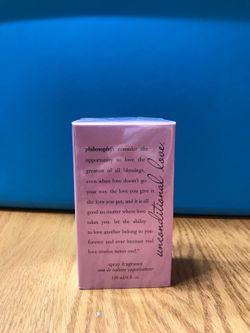 philosophy: consider the
opportunity to love the
greatest of all blessings,
even when love doesn't go
your way. the love you give is
the love you get, and it is all
good no matter where love
takes you. let the ability
to love another belong to you
forever and ever because real
love stories never end.
unconditional love.
spray fragrance
eau de toilette vaporisateur